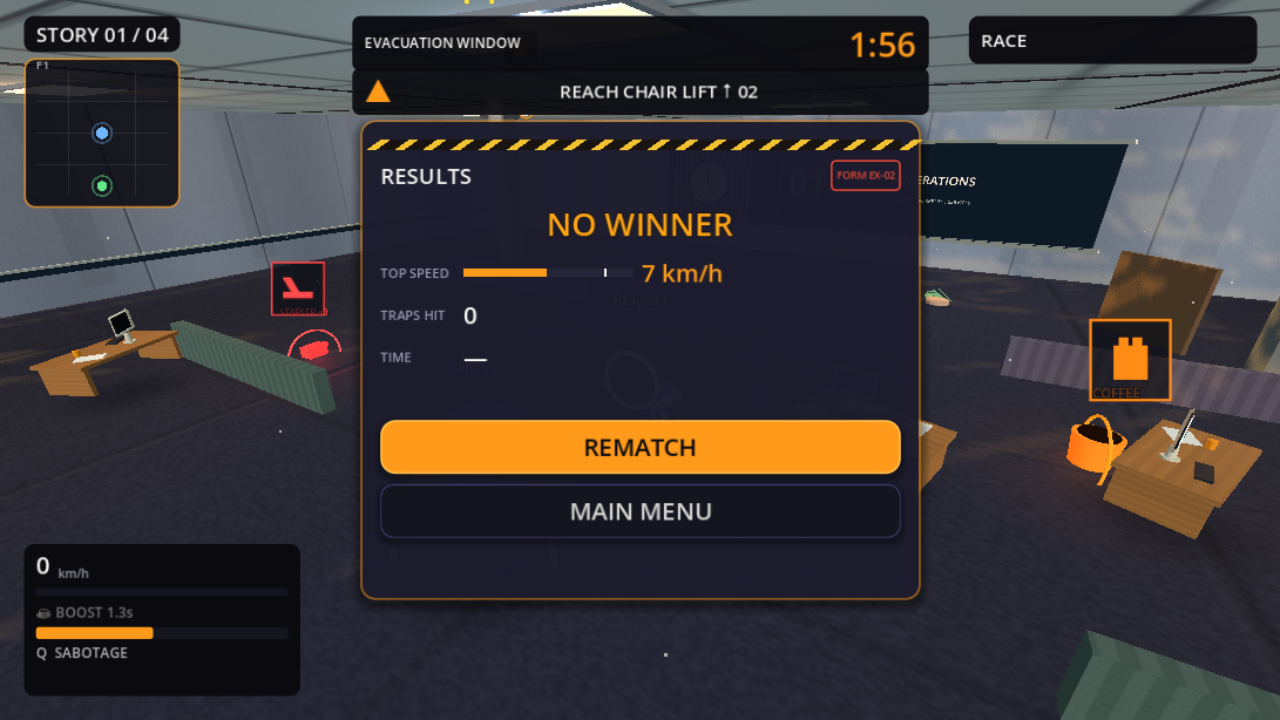 STORY 01 / 04
F1
EVACUATION WINDOW
1:56
REACH CHAIR LIFT ↑ 02
RACE
RESULTS
FORM EX-02
NO WINNER
TOP SPEED
7 km/h
TRAPS HIT
0
TIME
—
REMATCH
MAIN MENU
ERATIONS
COFFEE
0 km/h
BOOST 1.3s
Q SABOTAGE